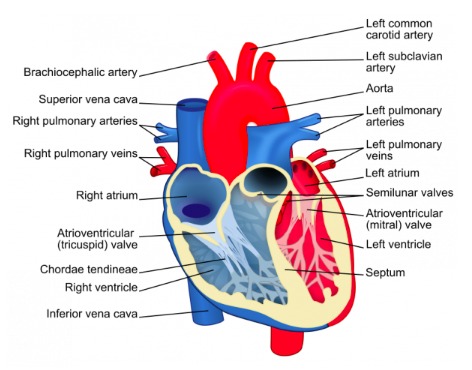 Left common
carotid artery
Left subclavian
artery
Brachiocephalic artery
Aorta
Superior vena cava
Left pulmonary
arteries
Right pulmonary arteries
Left pulmonary
veins
Right pulmonary veins
Left atrium
Semilunar valves
Right atrium
Atrioventricular
(mitral) valve
Atrioventricular
(tricuspid) valve
Left ventricle
Chordae tendineae
Septum
Right ventricle
Inferior vena cava